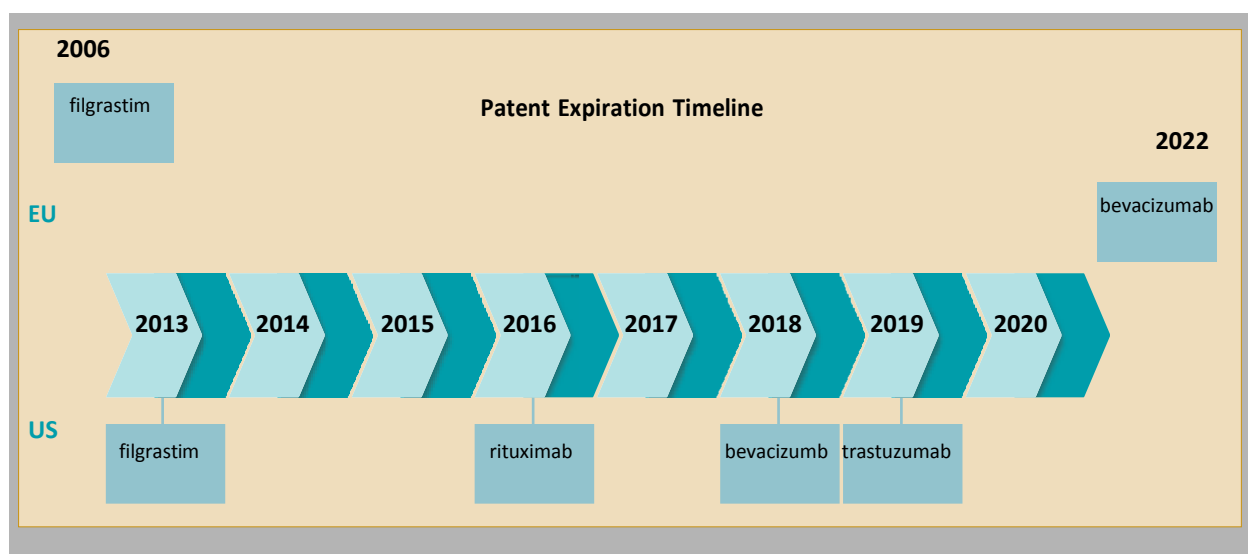 2006
filgrastim
Patent Expiration Timeline
2022
bevacizumab
EU
2013 2014 2015 2016 2017 2018 2019 2020
US
filgrastim rituximab bevacizumb trastuzumab